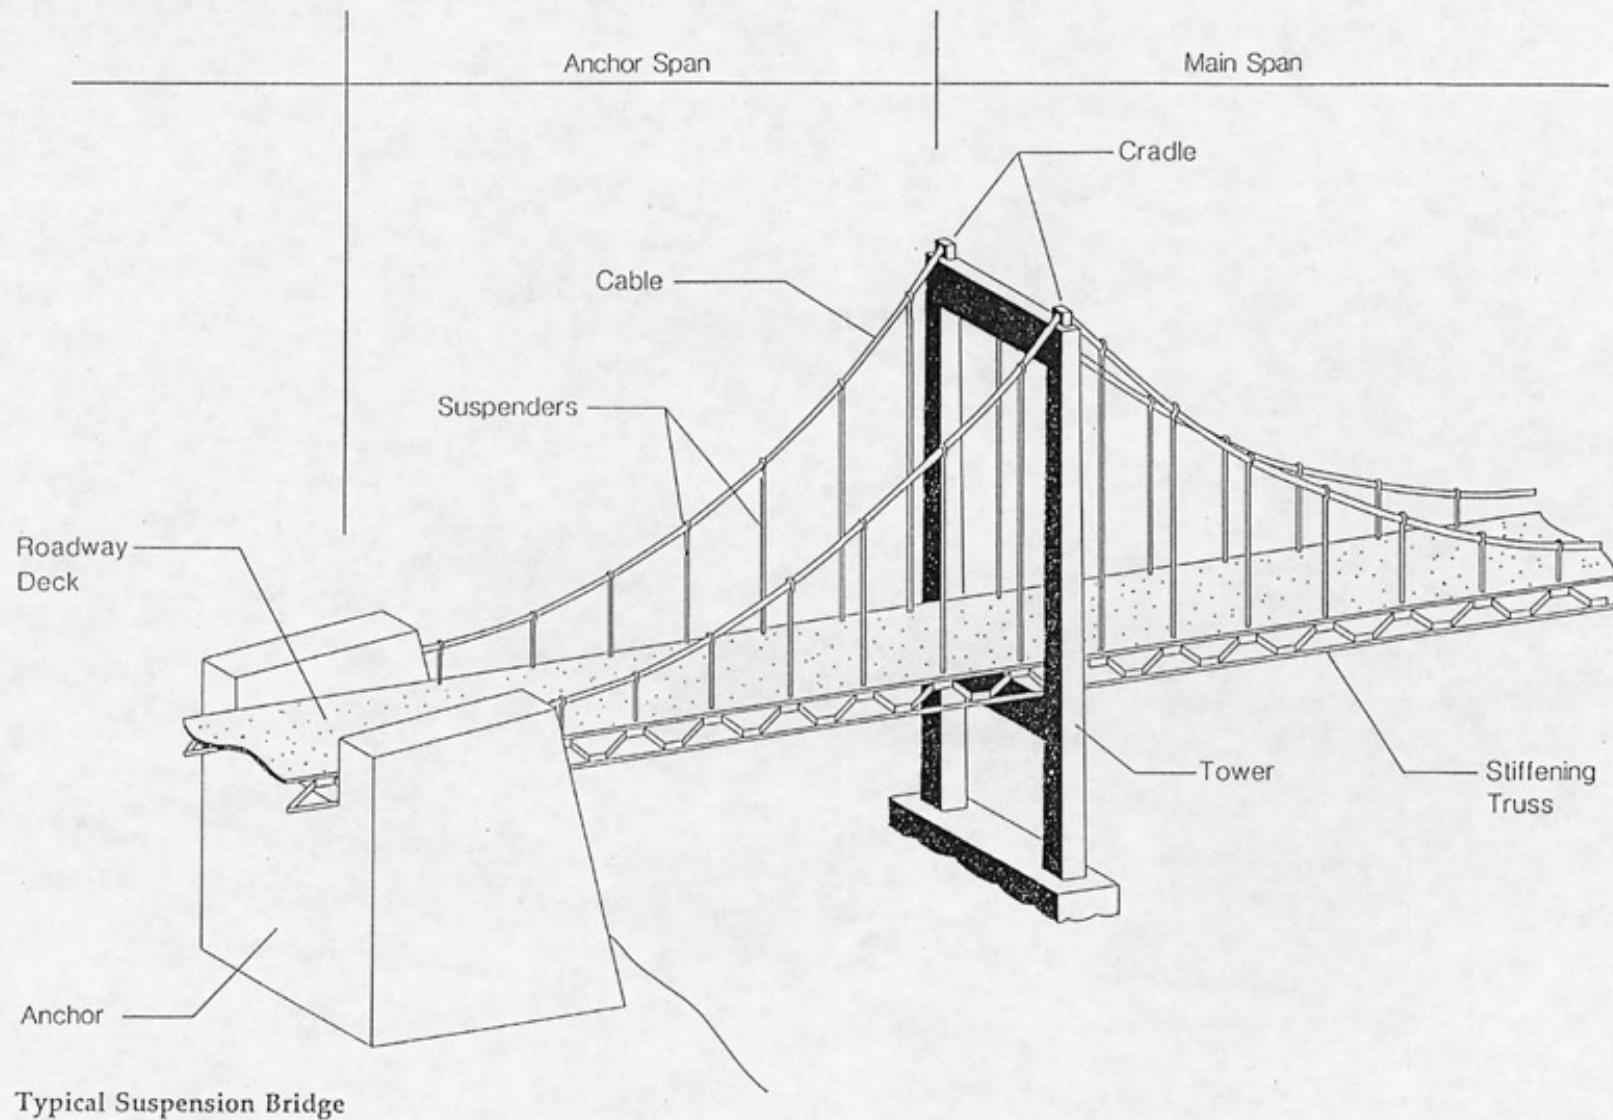 Anchor Span
Main Span
Cradle
Cable
Suspenders
Roadway
Deck
Tower
Stiffening
Truss
Anchor
Typical Suspension Bridge